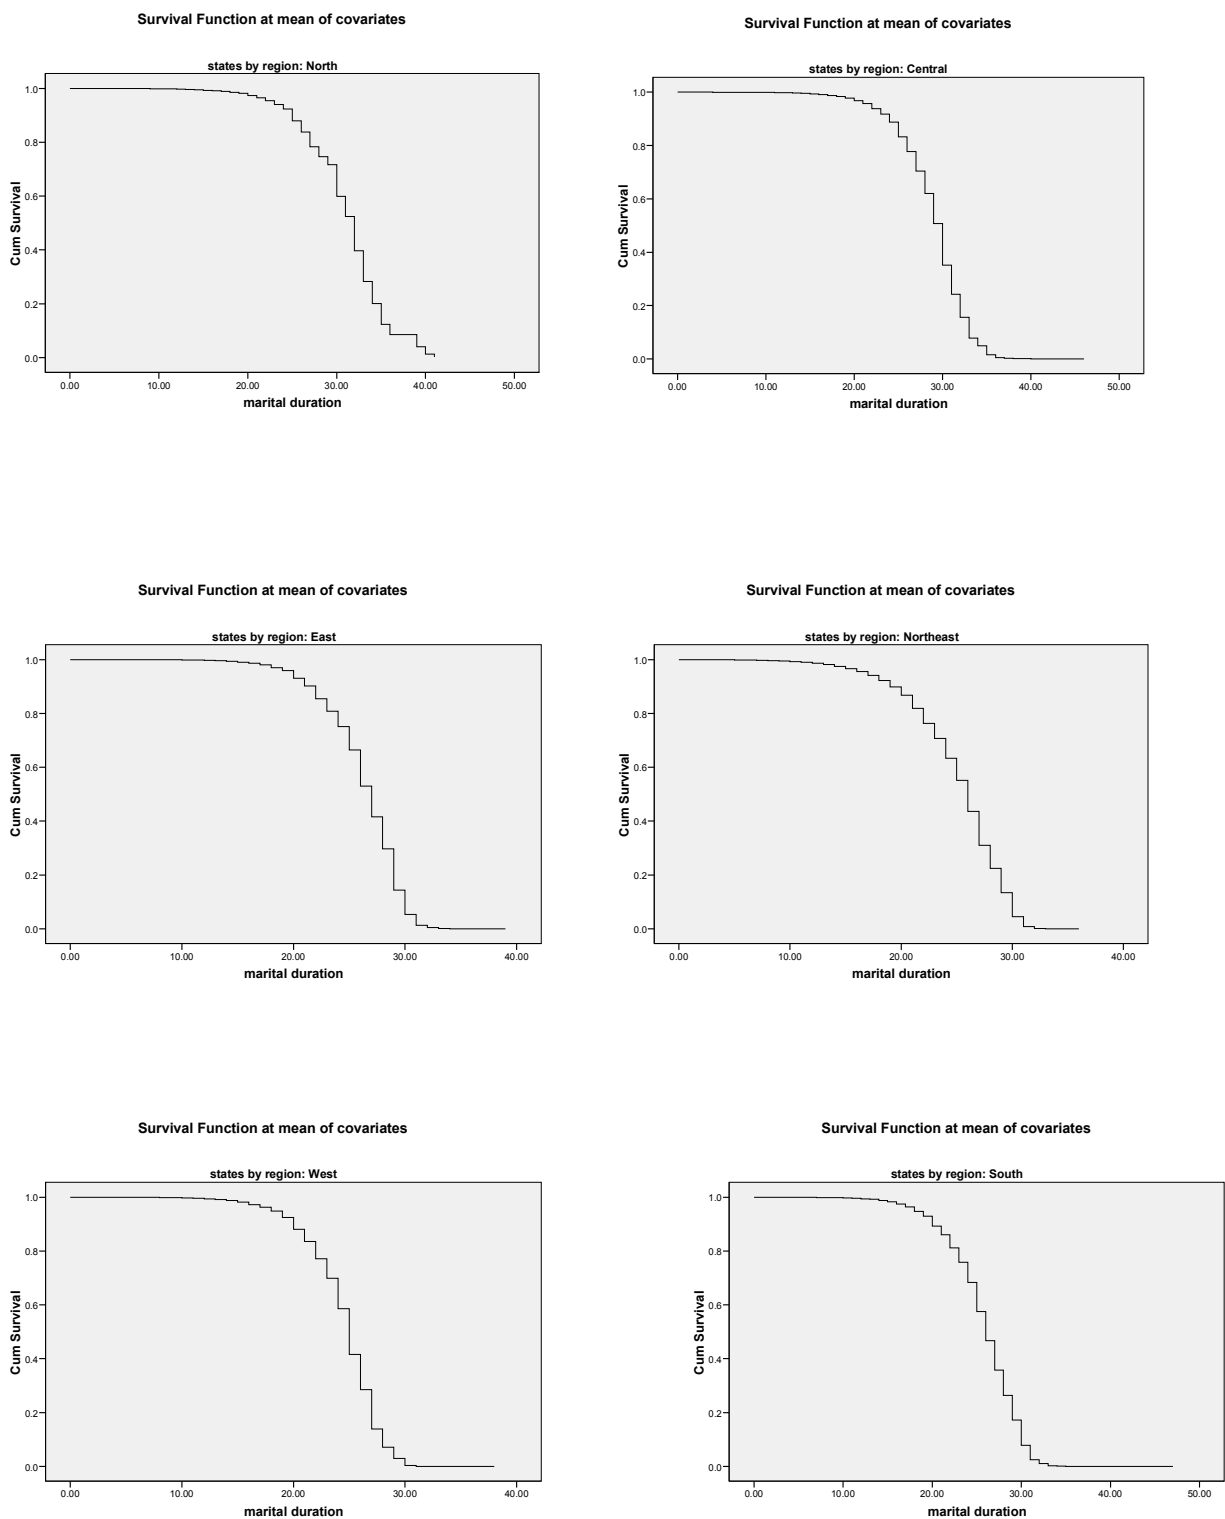 Survival Function at mean of covariates
states by region: North
1.0
0.8
0.6
0.4
0.2
0.0
Cum Survival
0.00 10.00 20.00 30.00 40.00 50.00
marital duration
Survival Function at mean of covariates
states by region: Central
1.0
0.8
0.6
0.4
0.2
0.0
Cum Survival
0.00 10.00 20.00 30.00 40.00 50.00
marital duration
Survival Function at mean of covariates
states by region: East
1.0
0.8
0.6
0.4
0.2
0.0
Cum Survival
0.00 10.00 20.00 30.00 40.00
marital duration
Survival Function at mean of covariates
states by region: Northeast
1.0
0.8
0.6
0.4
0.2
0.0
Cum Survival
0.00 10.00 20.00 30.00 40.00
marital duration
Survival Function at mean of covariates
states by region: West
1.0
0.8
0.6
0.4
0.2
0.0
Cum Survival
0.00 10.00 20.00 30.00 40.00
marital duration
Survival Function at mean of covariates
states by region: South
1.0
0.8
0.6
0.4
0.2
0.0
Cum Survival
0.00 10.00 20.00 30.00 40.00 50.00
marital duration